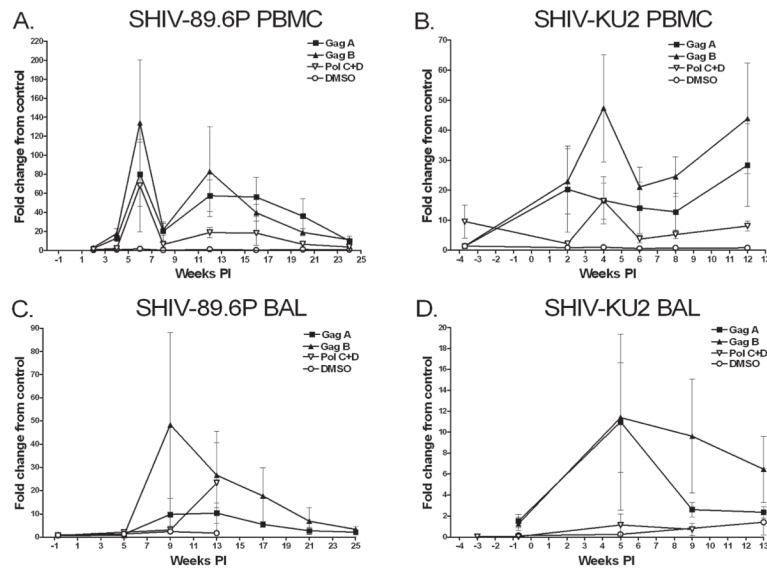 A. SHIV-89.6P PBMC
Fold change from control
220
200
180
160
140
120
100
80
60
40
20
0
Gag A
Gag B
Pol C+D
DMSO
-1 1 3 5 7 9 11 13 15 17 19 21 23 25
Weeks PI
B. SHIV-KU2 PBMC
Fold change from control
70
60
50
40
30
20
10
0
Gag A
Gag B
Pol C+D
DMSO
-4 -3 -2 -1 0 1 2 3 4 5 6 7 8 9 10 11 12 13
Weeks PI
C. SHIV-89.6P BAL
Fold change from control
90
80
70
60
50
40
30
20
10
0
Gag A
Gag B
Pol C+D
DMSO
-1 1 3 5 7 9 11 13 15 17 19 21 23 25
Weeks PI
D. SHIV-KU2 BAL
Fold change from control
20
18
16
14
12
10
8
6
4
2
0
Gag A
Gag B
Pol C+D
DMSO
-4 -3 -2 -1 0 1 2 3 4 5 6 7 8 9 10 11 12 13
Weeks PI